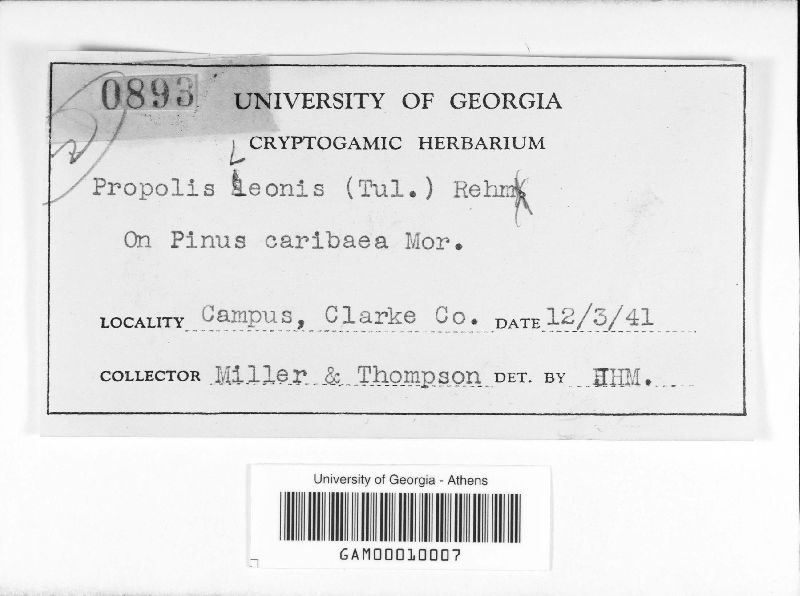 0893
UNIVERSITY OF GEORGIA
CRYPTOGAMIC HERBARIUM
Propolis Leonis (Tul.) Rehm
On Pinus caribaea Mor.
LOCALITY Campus, Clarke Co. DATE 12/3/41
COLLECTOR Miller & Thompson DET. BY JHM.
University of Georgia - Athens
GAM00010007